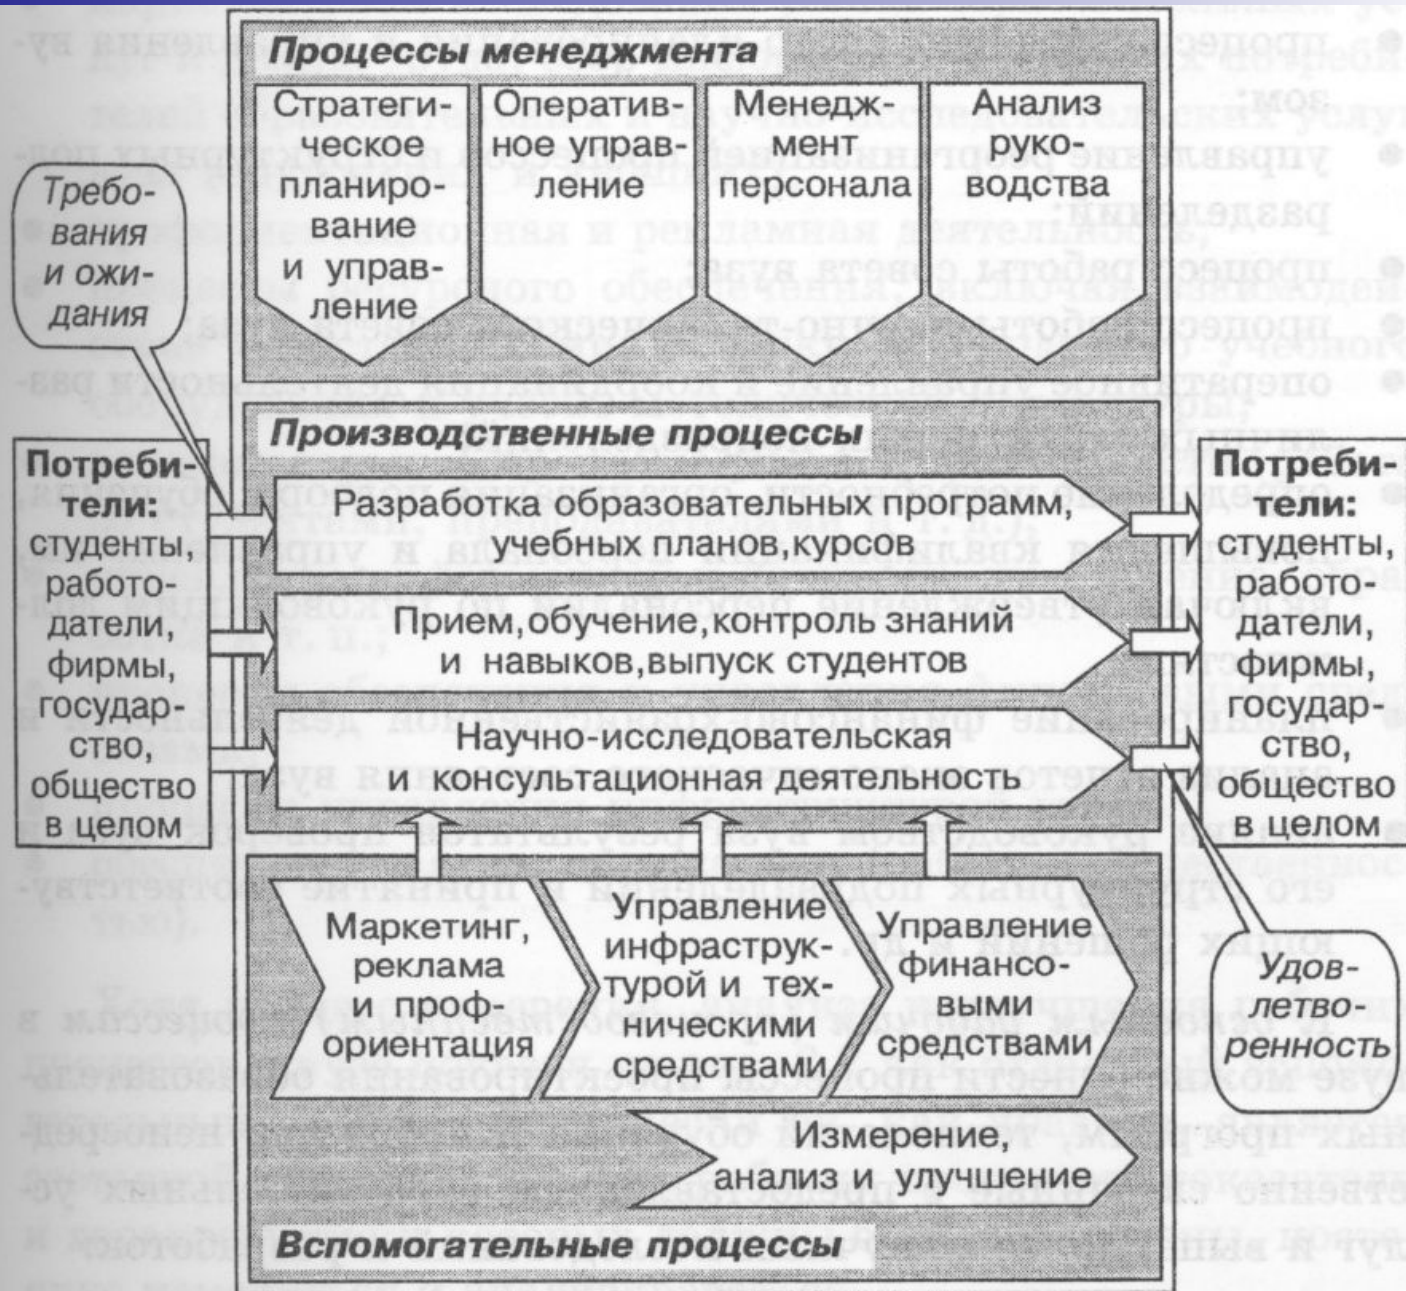 Процессы менеджмента
Стратеги-
ческое
планиро-
вание
и управ-
ление
Оператив-
ное управ-
ление
Менедж-
мент
персонала
Анализ
руко-
водства
Требо-
вания
и ожи-
дания
Производственные процессы
Потреби-
тели:
студенты,
работо-
датели,
фирмы,
государ-
ство,
общество
в целом
Разработка образовательных программ,
учебных планов, курсов
Прием, обучение, контроль знаний
и навыков, выпуск студентов
Научно-исследовательская
и консультационная деятельность
Потреби-
тели:
студенты,
работо-
датели,
фирмы,
государ-
ство,
общество
в целом
Маркетинг,
реклама
и проф-
ориентация
Управление
инфраструк-
турой и тех-
ническими
средствами
Управление
финансо-
выми
средствами
Удов-
летво-
ренность
Измерение,
анализ и улучшение
Вспомогательные процессы